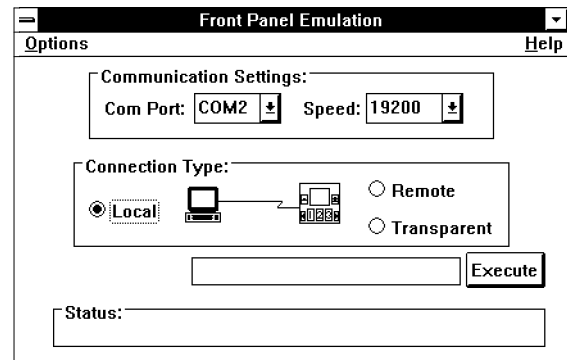 Front Panel Emulation
Options Help
Communication Settings:
Com Port: COM2 Speed: 19200
Connection Type:
Local
Remote
123
Transparent
Execute
Status: